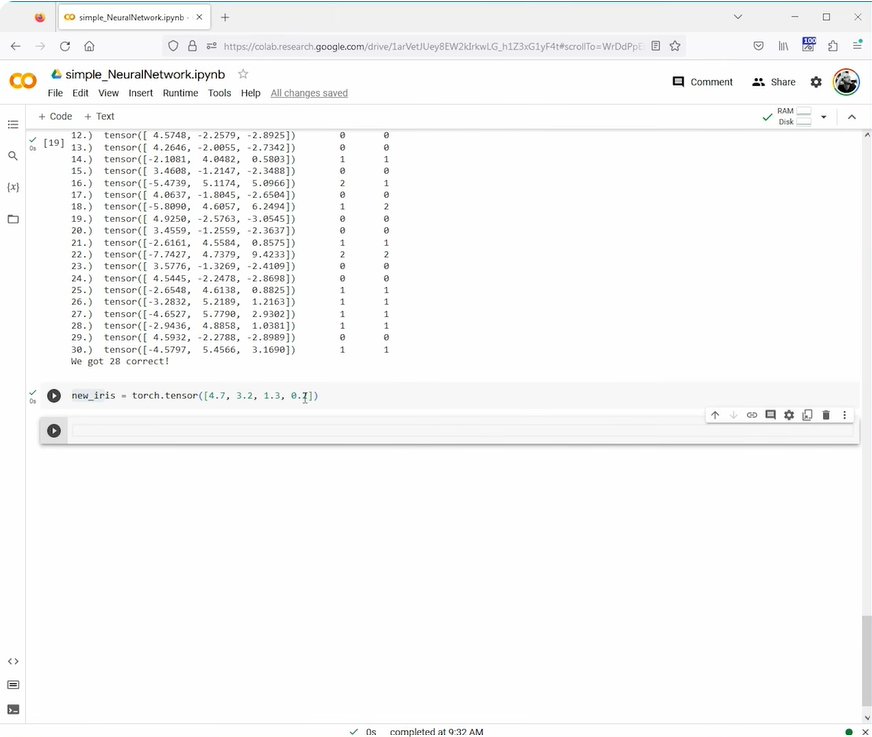 simple_NeuralNetwork.ipynb -
100
simple_NeuralNetwork.ipynb
Comment
Share
File Edit View Insert Runtime Tools Help All changes saved
+ Code + Text
RAM
Disk
[19]
0s
12.) tensor([ 4.5748, -2.2579, -2.8925]) 0 0
13.) tensor([ 4.2646, -2.0055, -2.7342]) 0 0
14.) tensor([-2.1081, 4.0482, 0.5803]) 1 1
15.) tensor([ 3.4608, -1.2147, -2.3488]) 0 0
16.) tensor([-5.4739, 5.1174, 5.0966]) 2 1
17.) tensor([ 4.0637, -1.8045, -2.6504]) 0 0
18.) tensor([-5.8090, 4.6057, 6.2494]) 1 2
19.) tensor([ 4.9250, -2.5763, -3.0545]) 0 0
20.) tensor([ 3.4559, -1.2559, -2.3637]) 0 0
21.) tensor([-2.6161, 4.5584, 0.8575]) 1 1
22.) tensor([-7.7427, 4.7379, 9.4233]) 2 2
23.) tensor([ 3.5776, -1.3269, -2.4109]) 0 0
24.) tensor([ 4.5445, -2.2478, -2.8698]) 0 0
25.) tensor([-2.6548, 4.6138, 0.8825]) 1 1
26.) tensor([-3.2832, 5.2189, 1.2163]) 1 1
27.) tensor([-4.6527, 5.7790, 2.9302]) 1 1
28.) tensor([-2.9436, 4.8858, 1.0381]) 1 1
29.) tensor([ 4.5932, -2.2788, -2.8989]) 0 0
30.) tensor([-4.5797, 5.4566, 3.1690]) 1 1
We got 28 correct!
0s
new_iris = torch.tensor([4.7, 3.2, 1.3,
0s completed at 9:32 AM